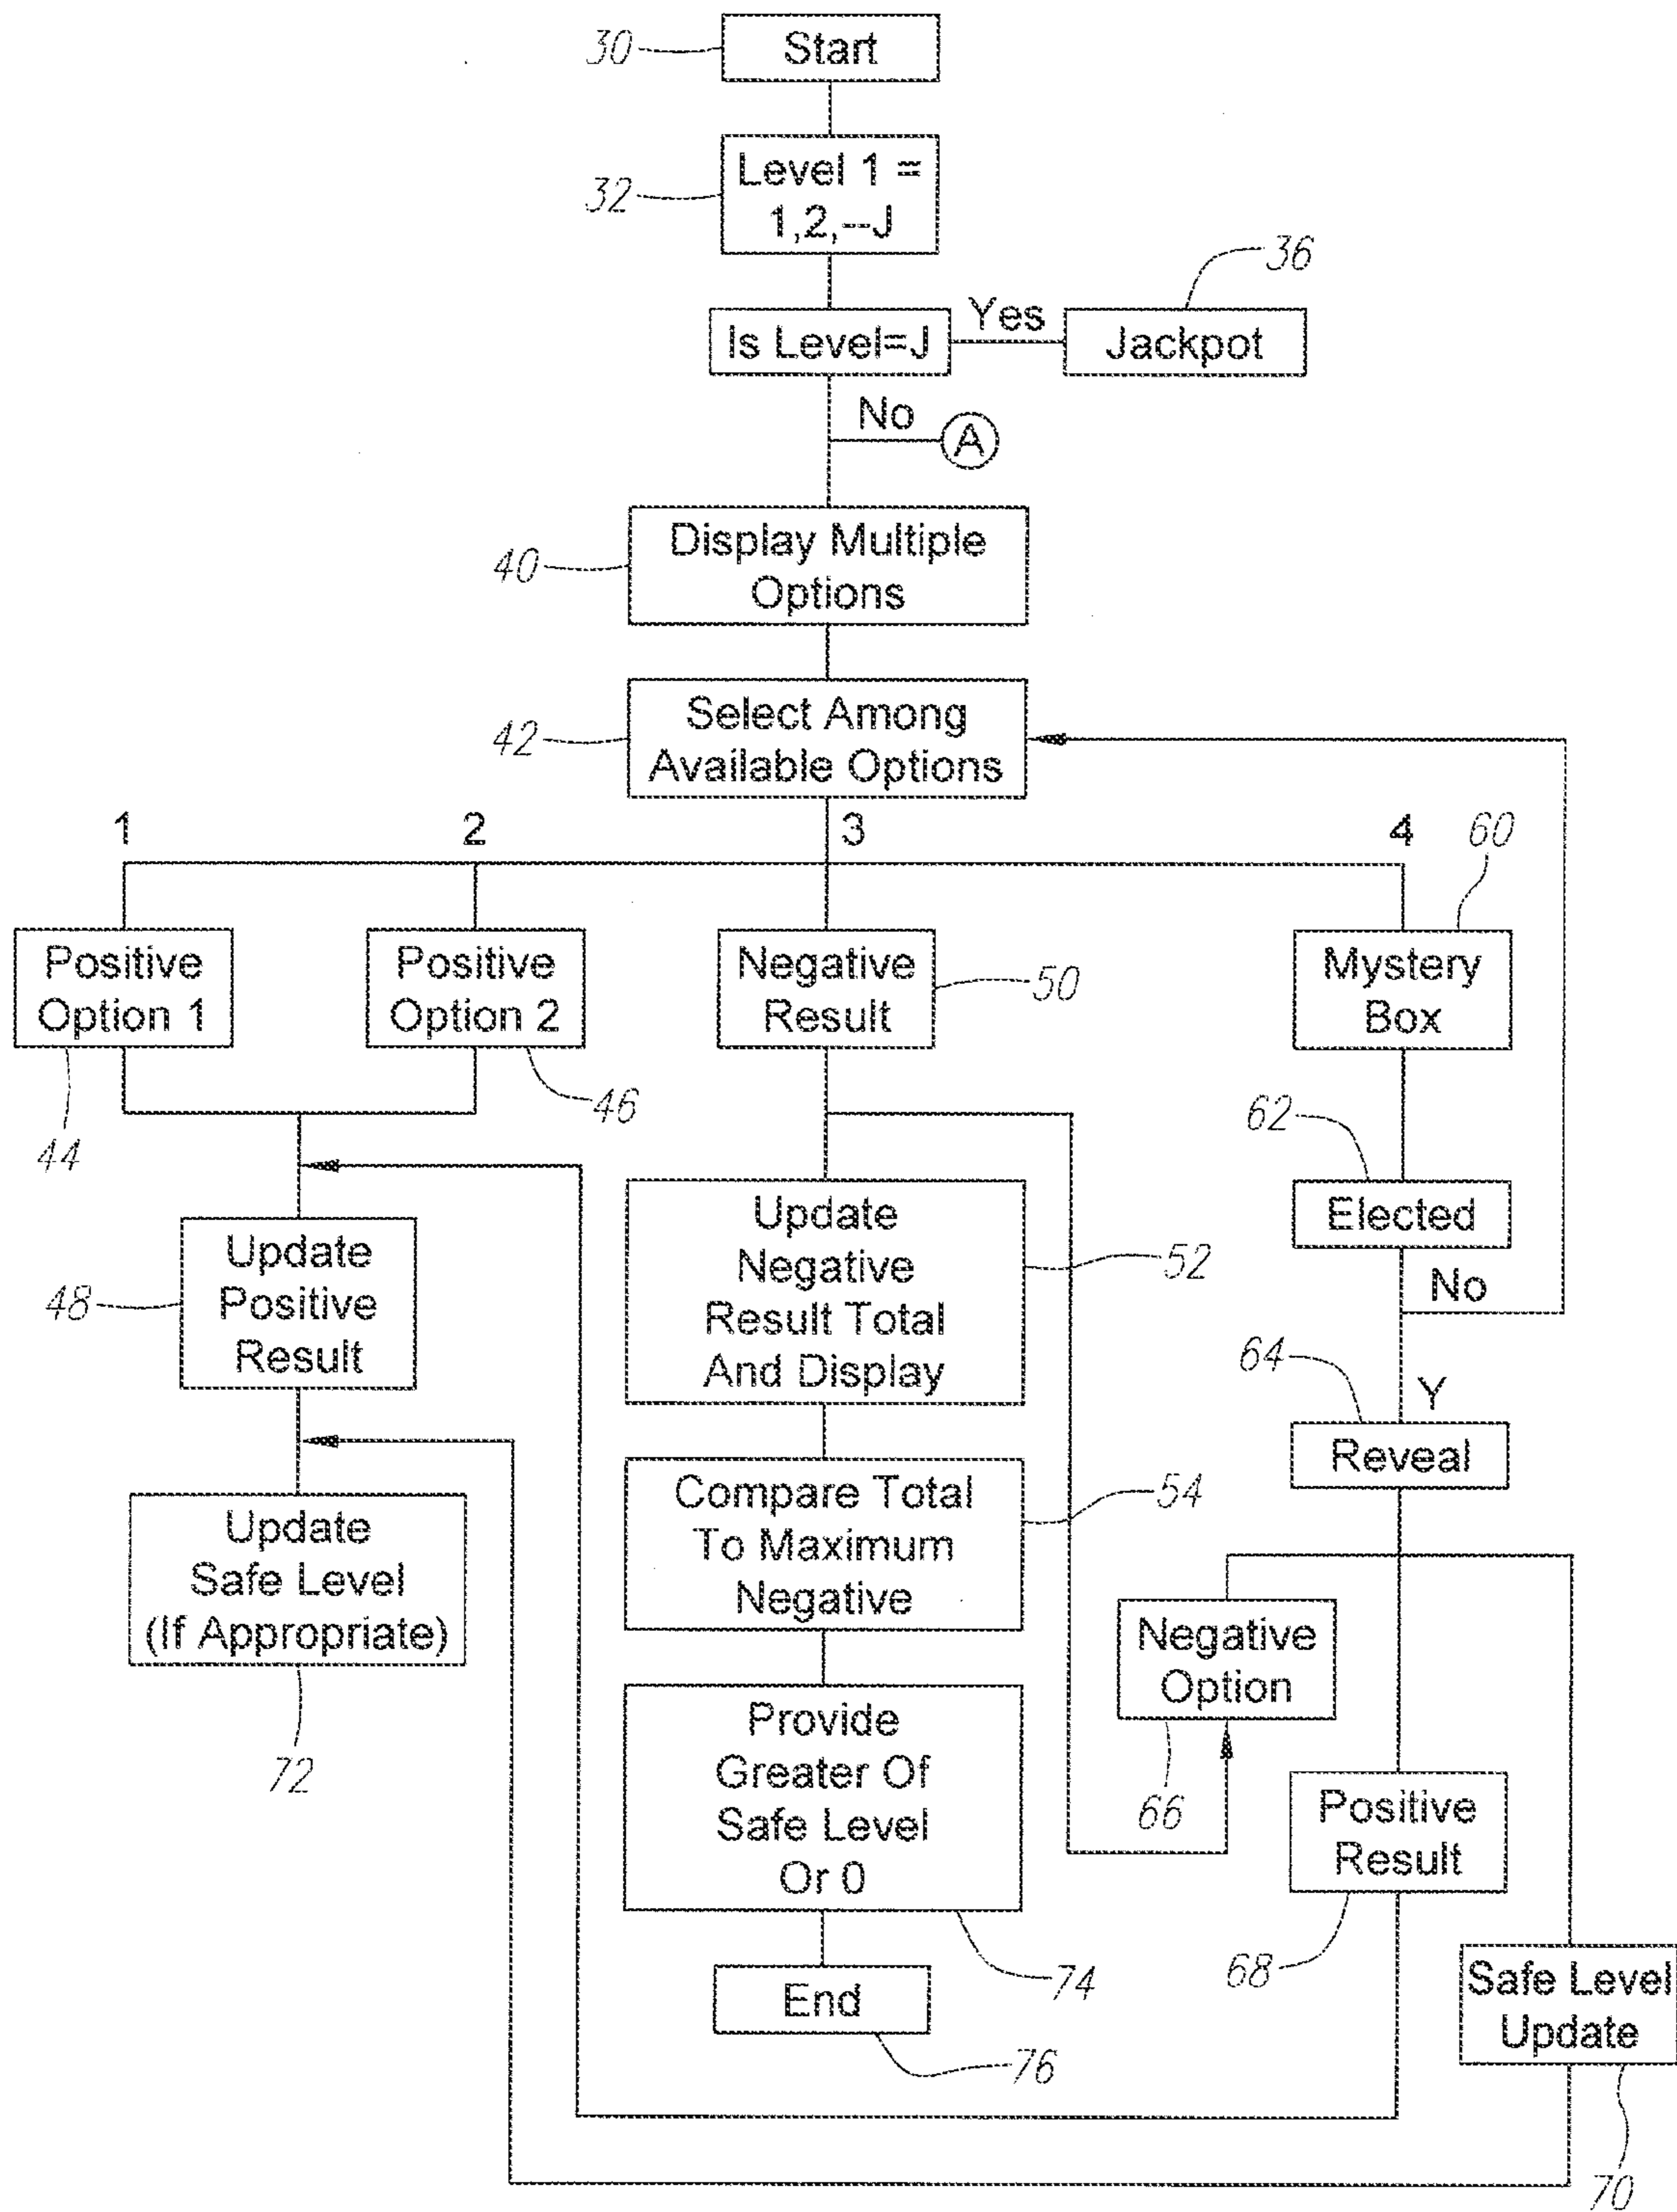 30
Start
32
Level 1 =
1,2,--J
36
Is Level=J
Yes
Jackpot
No
A
40
Display Multiple
Options
42
Select Among
Available Options
1
2
3
4
60
Positive
Option 1
Positive
Option 2
Negative
Result
50
Mystery
Box
44
46
62
Elected
No
48
Update
Positive
Result
Update
Negative
Result Total
And Display
52
64
Y
Reveal
Update
Safe Level
(If Appropriate)
72
Compare Total
To Maximum
Negative
54
Negative
Option
66
Provide
Greater Of
Safe Level
Or 0
74
Positive
Result
68
End
76
Safe Level
Update
70